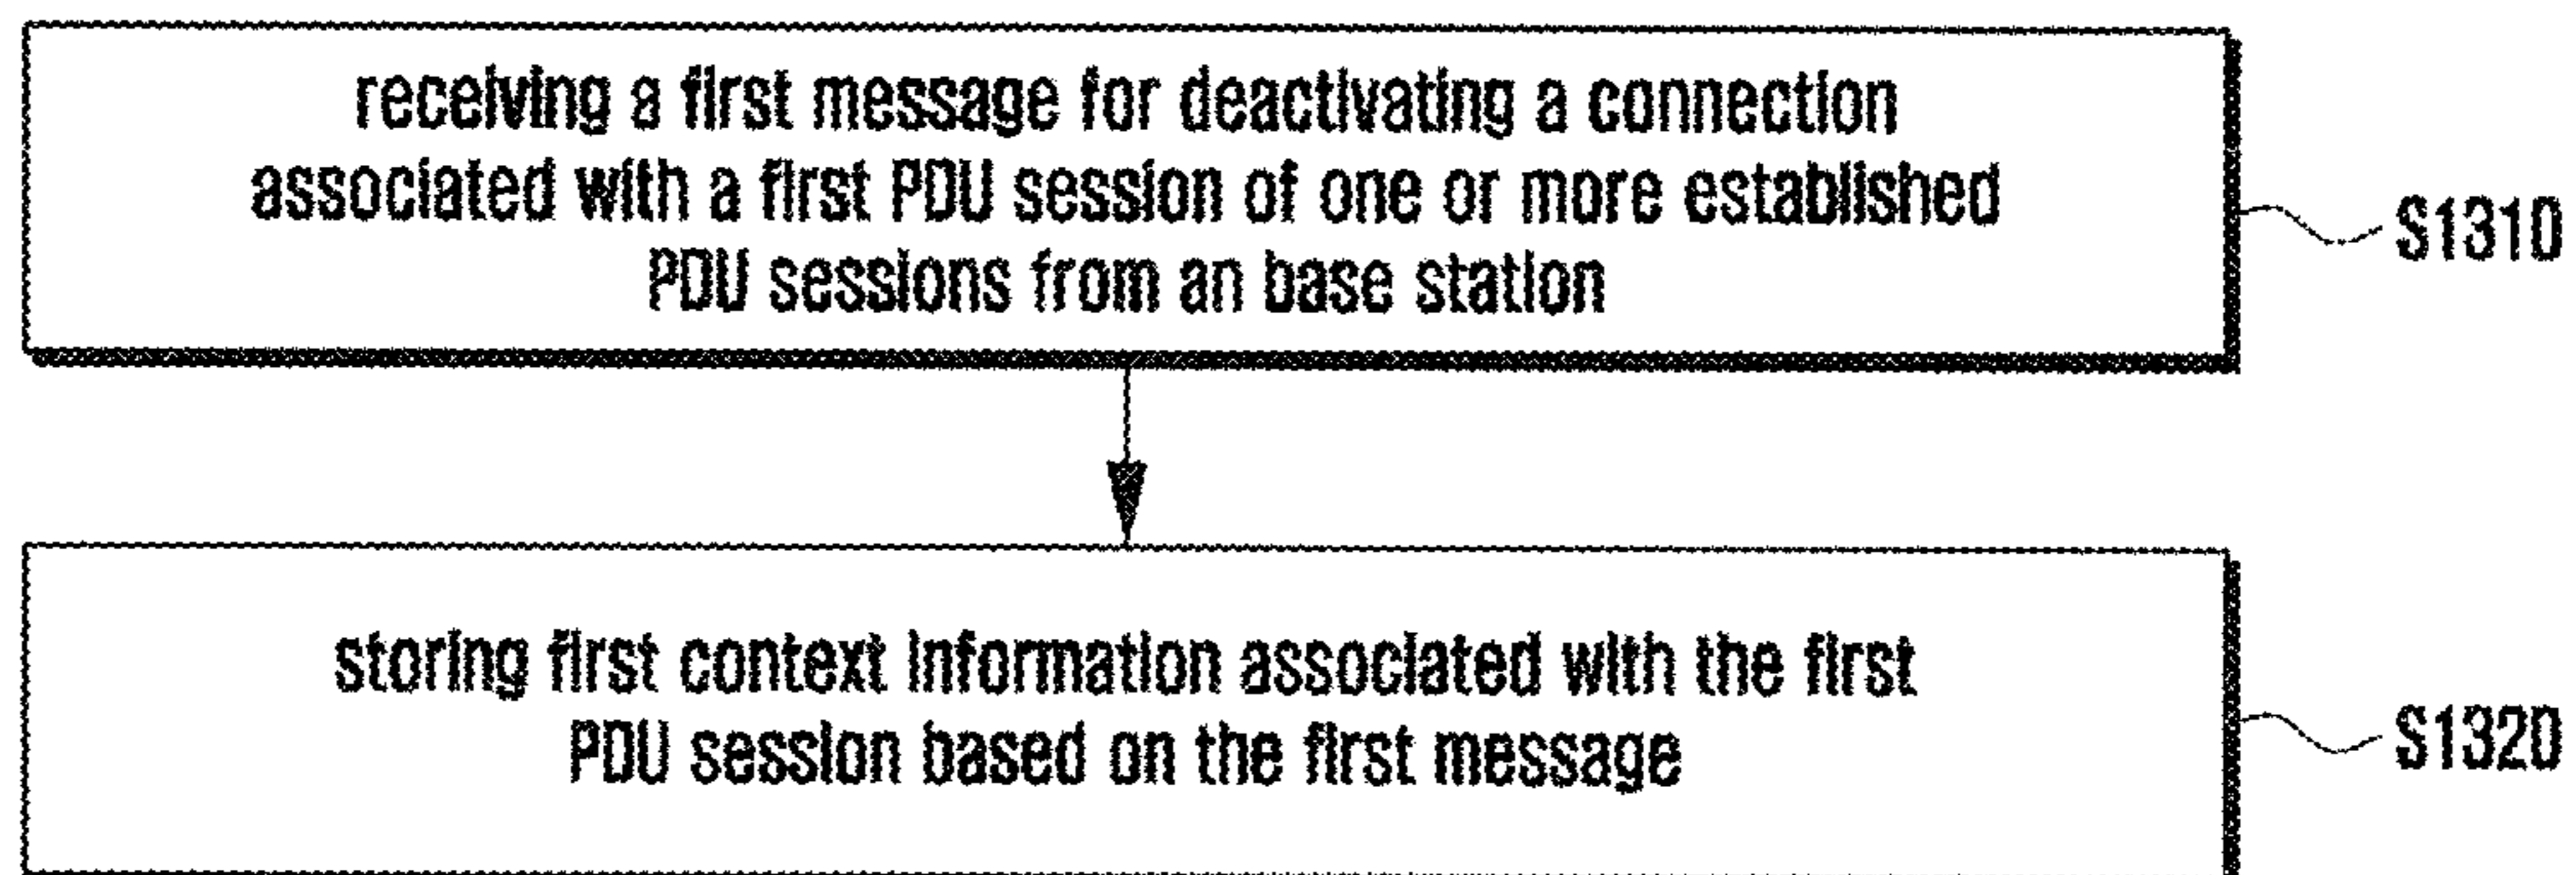 receiving a first message for deactivating a connection
associated with a first PDU session of one or more established
PDU sessions from an base station
S1310
storing first context information associated with the first
PDU session based on the first message
S1320